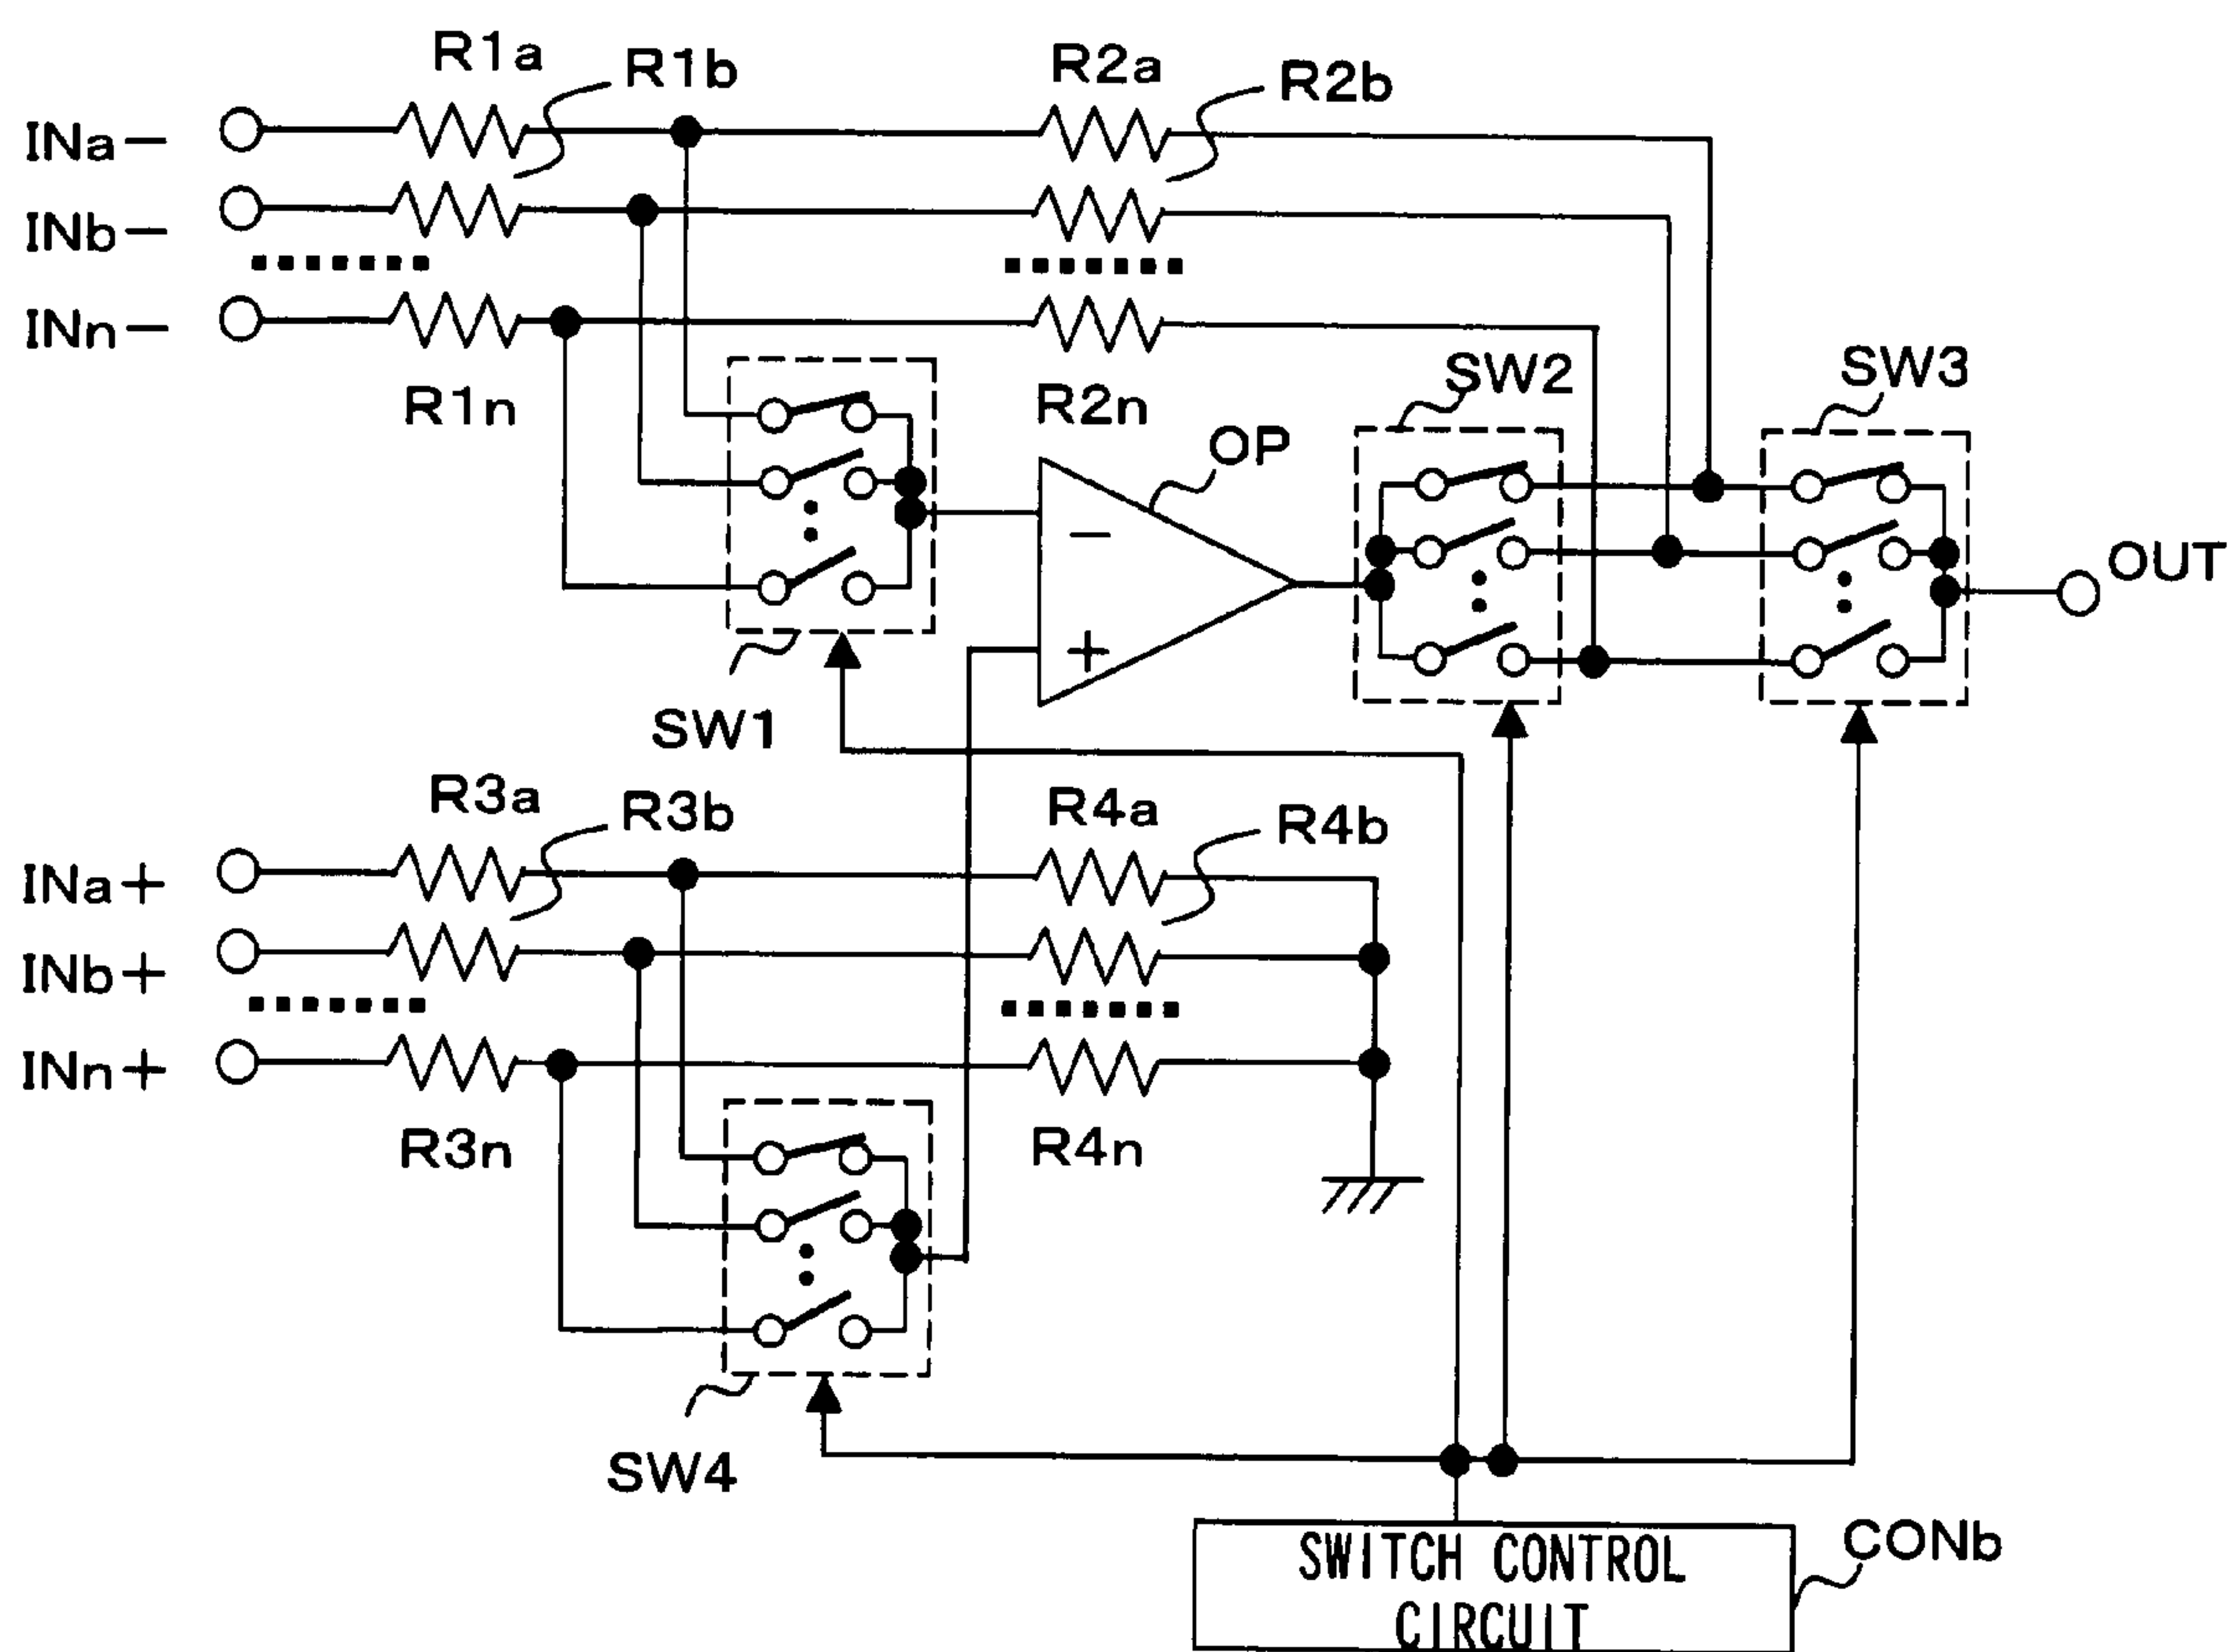 R1a
R1b
R2a
R2b
INa−
INb−
INn−
R1n
R2n
SW2
SW3
OP
−
+
OUT
SW1
R3a
R3b
R4a
R4b
INa+
INb+
INn+
R3n
R4n
SW4
CONb
SWITCH CONTROL
CIRCUIT